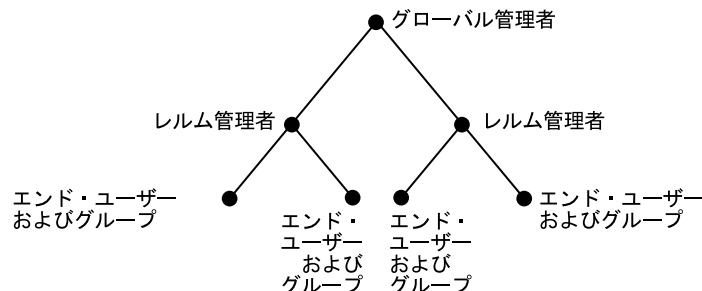 グローバル管理者
レルム管理者
レルム管理者
エンド・ユーザー
およびグループ
エンド・
ユーザー
および
グループ
エンド・
ユーザー
および
グループ
エンド・ユーザー
およびグループ